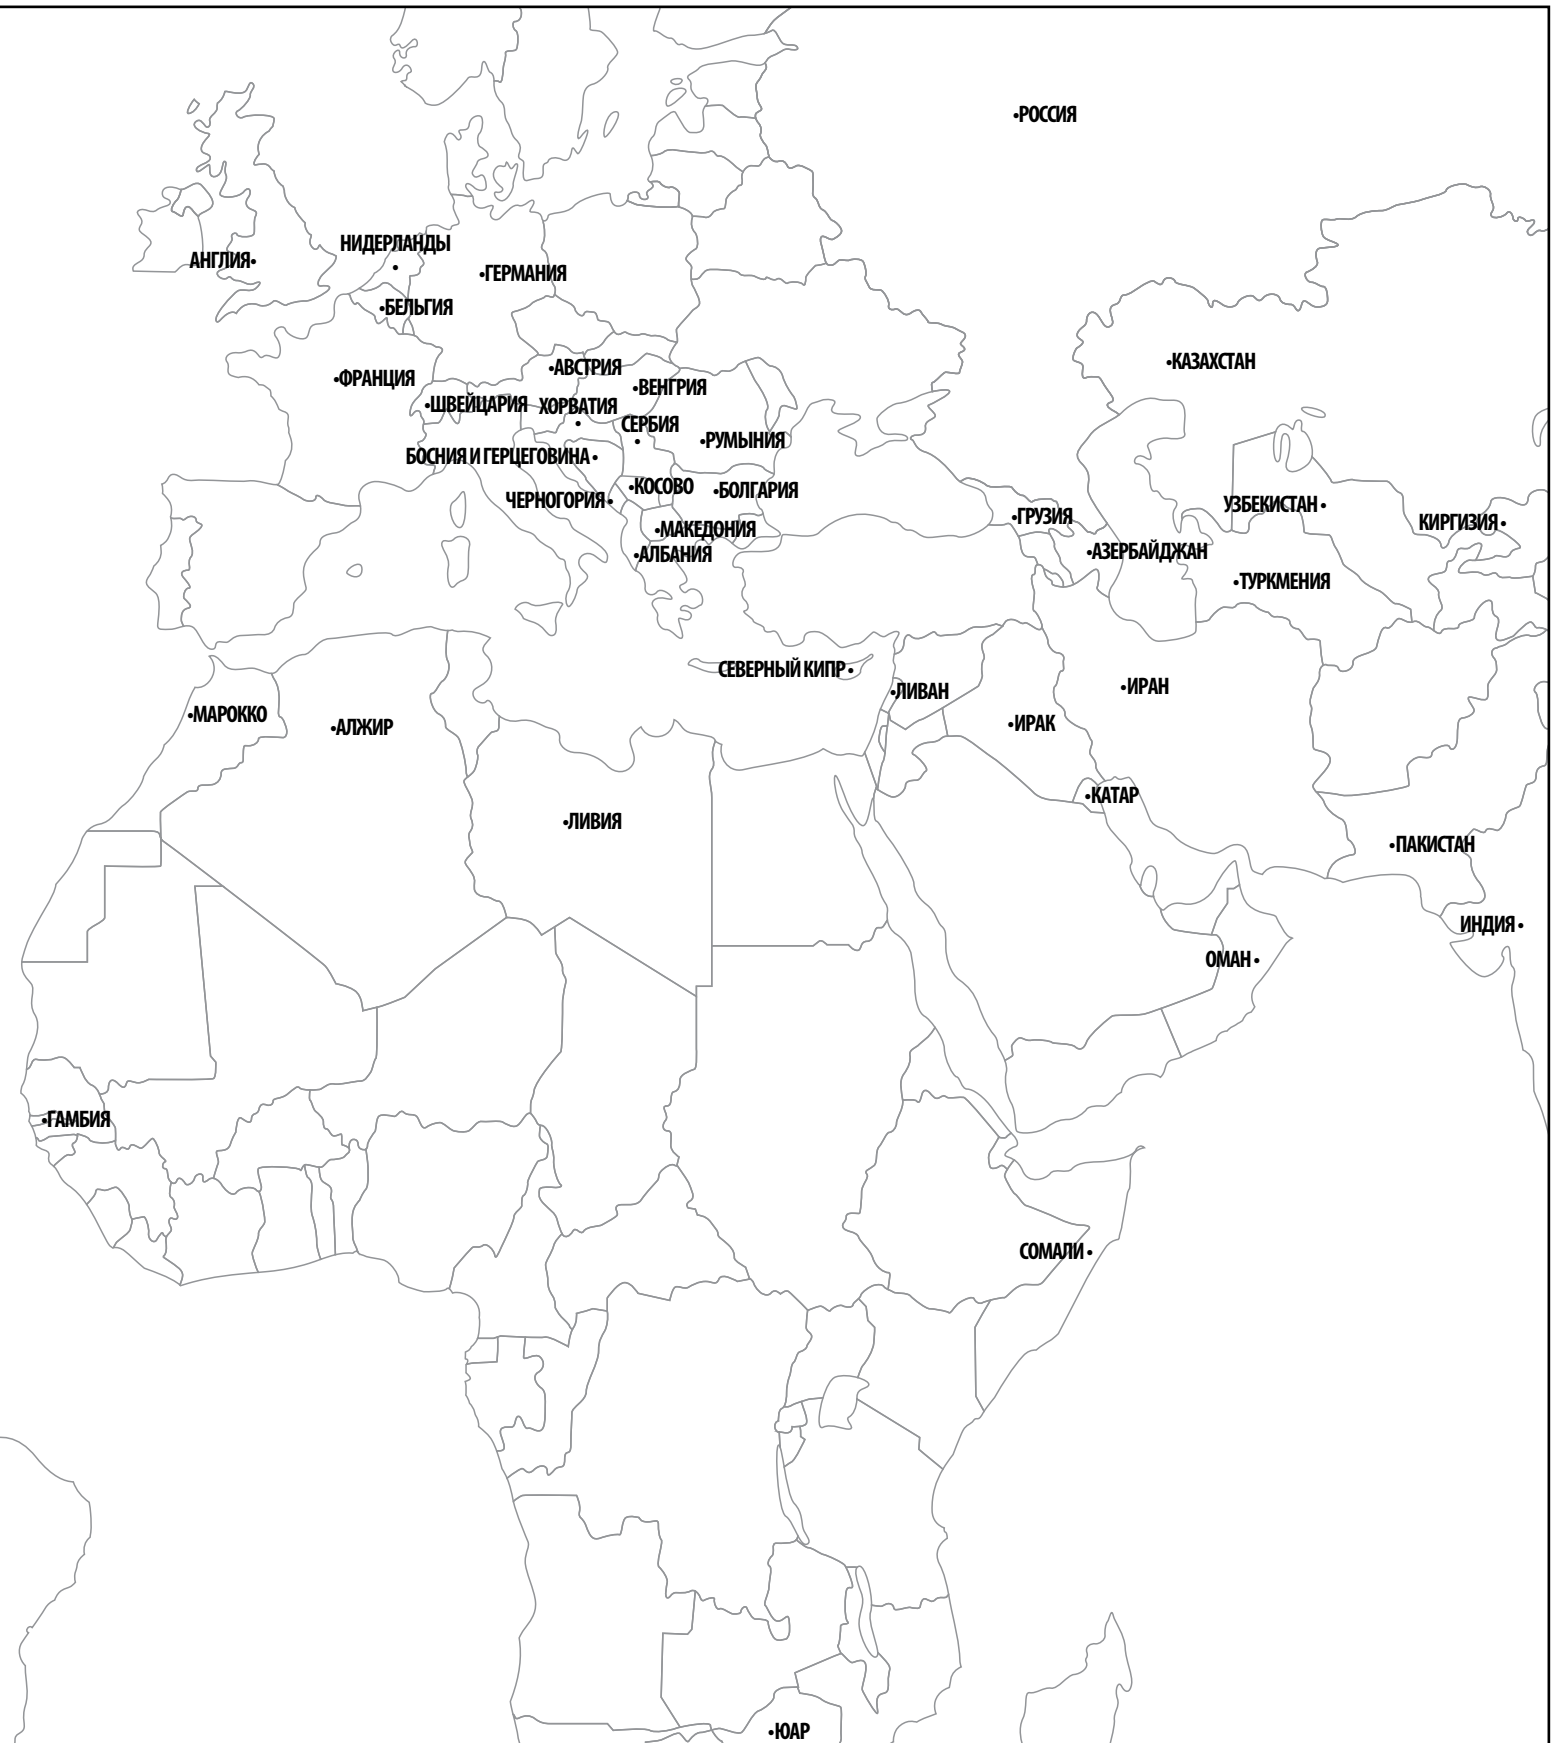 •РОССИЯ
НИДЕРЛАНДЫ
АНГЛИЯ•
•ГЕРМАНИЯ
•БЕЛЬГИЯ
•КАЗАХСТАН
•АВСТРИЯ
•ФРАНЦИЯ
•ВЕНГРИЯ
•ШВЕЙЦАРИЯ
ХОРВАТИЯ
СЕРБИЯ
•РУМЫНИЯ
БОСНИЯ И ГЕРЦЕГОВИНА•
•КОСОВО
•БОЛГАРИЯ
ЧЕРНОГОРИЯ•
УЗБЕКИСТАН•
•ГРУЗИЯ
КИРГИЗИЯ•
•МАКЕДОНИЯ
•АЗЕРБАЙДЖАН
•АЛБАНИЯ
•ТУРКМЕНИЯ
СЕВЕРНЫЙ КИПР•
•ИРАН
•ЛИВАН
•МАРОККО
•ИРАК
•АЛЖИР
•КАТАР
•ЛИВИЯ
•ПАКИСТАН
ИНДИЯ•
ОМАН•
•ГАМБИЯ
СОМАЛИ•
•ЮАР